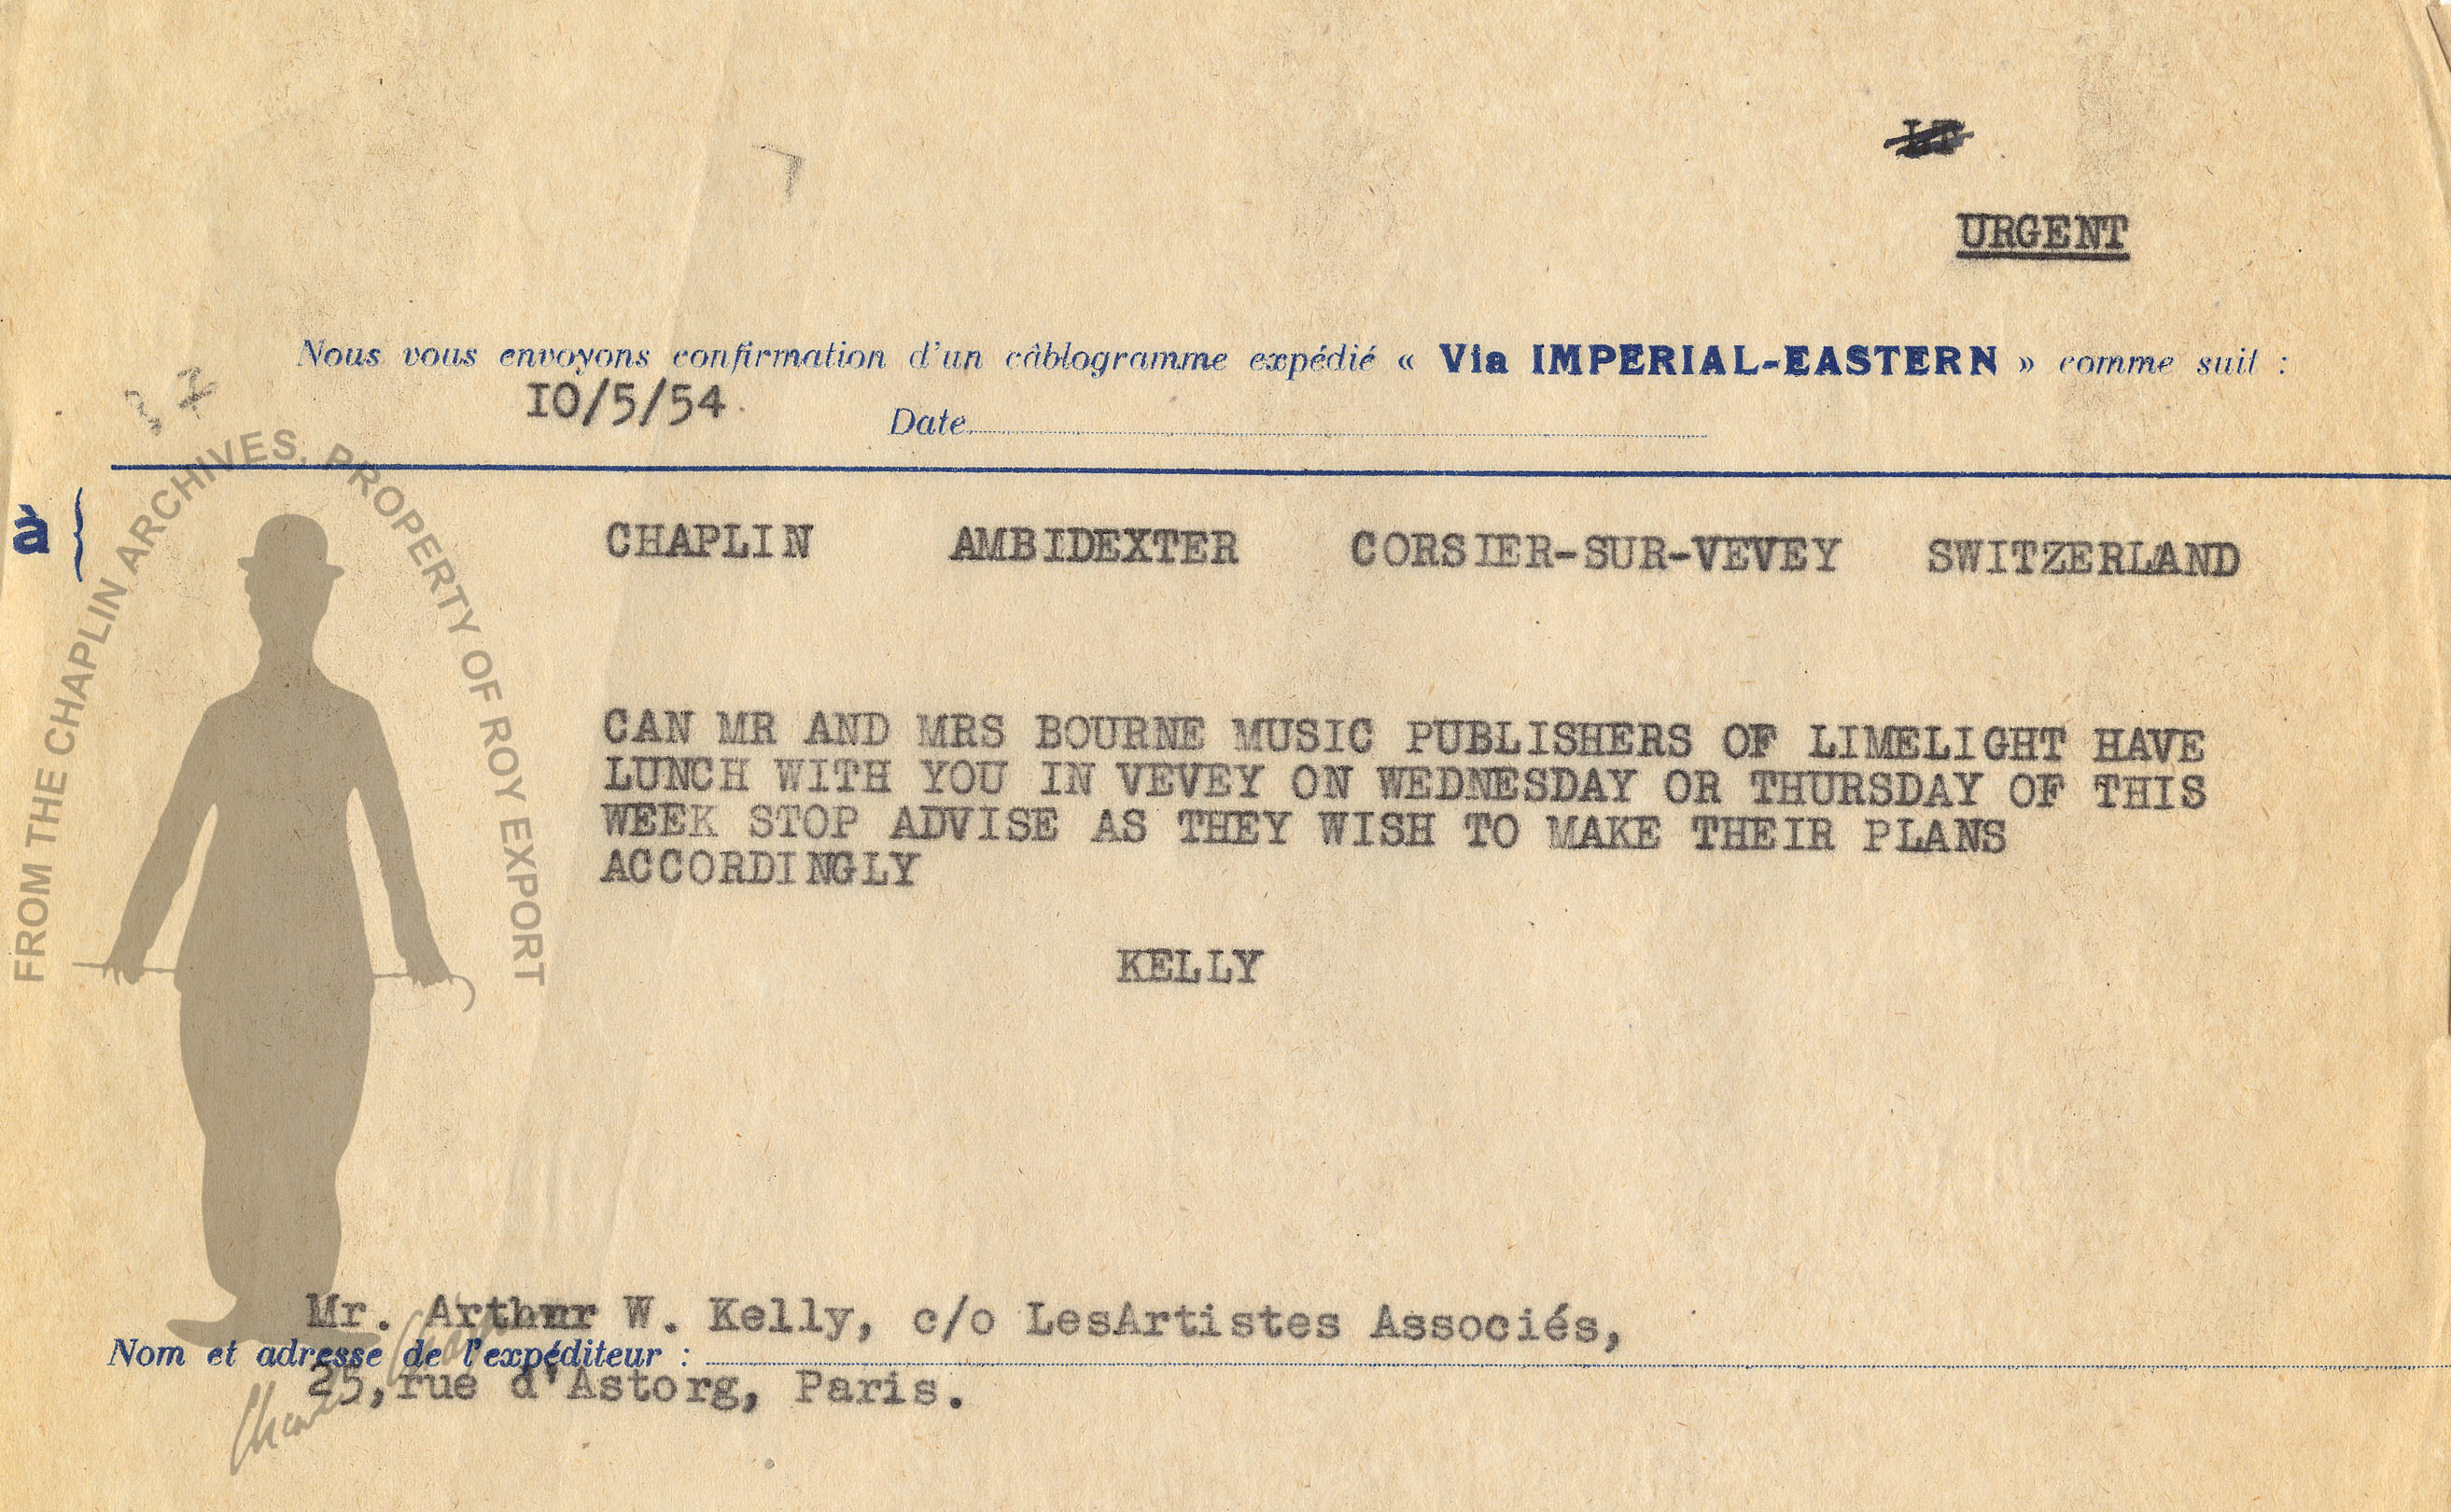 URGENT
Nous vous envoyons confirmation d'un câblogramme expédié « Via IMPERIAL-EASTERN » comme suit :
IO/5/54
Date
à
CHAPLIN AMBIDEXTER CORSIER-SUR-VEVEY SWITZERLAND
CAN MR AND MRS BOURNE MUSIC PUBLISHERS OF LIMELIGHT HAVE
LUNCH WITH YOU IN VEVEY ON WEDNESDAY OR THURSDAY OF THIS
WEEK STOP ADVISE AS THEY WISH TO MAKE THEIR PLANS
ACCORDINGLY
KELLY
Mr. Arthur W. Kelly, c/o LesArtistes Associés,
Nom et adresse de l'expéditeur :
25, rue d'Astorg, Paris.
FROM THE CHAPLIN ARCHIVES, PROPERTY OF ROY EXPORT